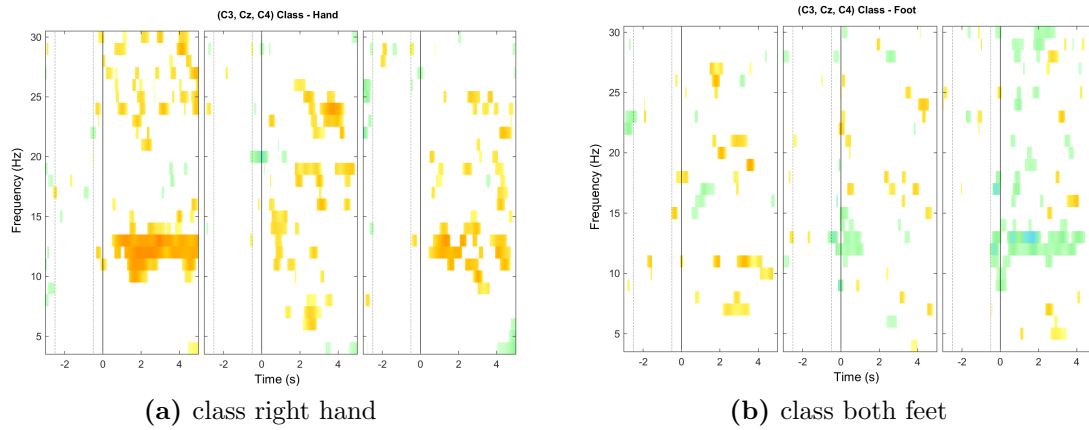 (C3, Cz, C4) Class - Hand
30
25
20
15
10
5
Frequency (Hz)
-2 0 2 4 -2 0 2 4 -2 0 2 4
Time (s)
(a) class right hand
(C3, Cz, C4) Class - Foot
30
25
20
15
10
5
Frequency (Hz)
-2 0 2 4 -2 0 2 4 -2 0 2 4
Time (s)
(b) class both feet